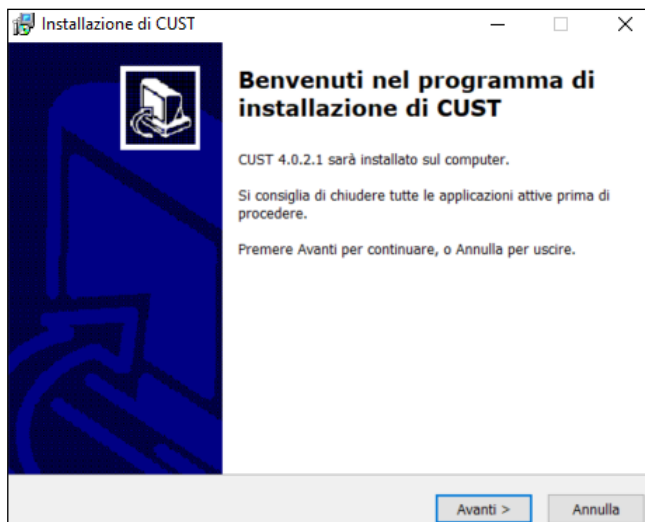 Installazione di CUST
Benvenuti nel programma di
installazione di CUST
CUST 4.0.2.1 sarà installato sul computer.
Si consiglia di chiudere tutte le applicazioni attive prima di
procedere.
Premere Avanti per continuare, o Annulla per uscire.
Avanti > Annulla